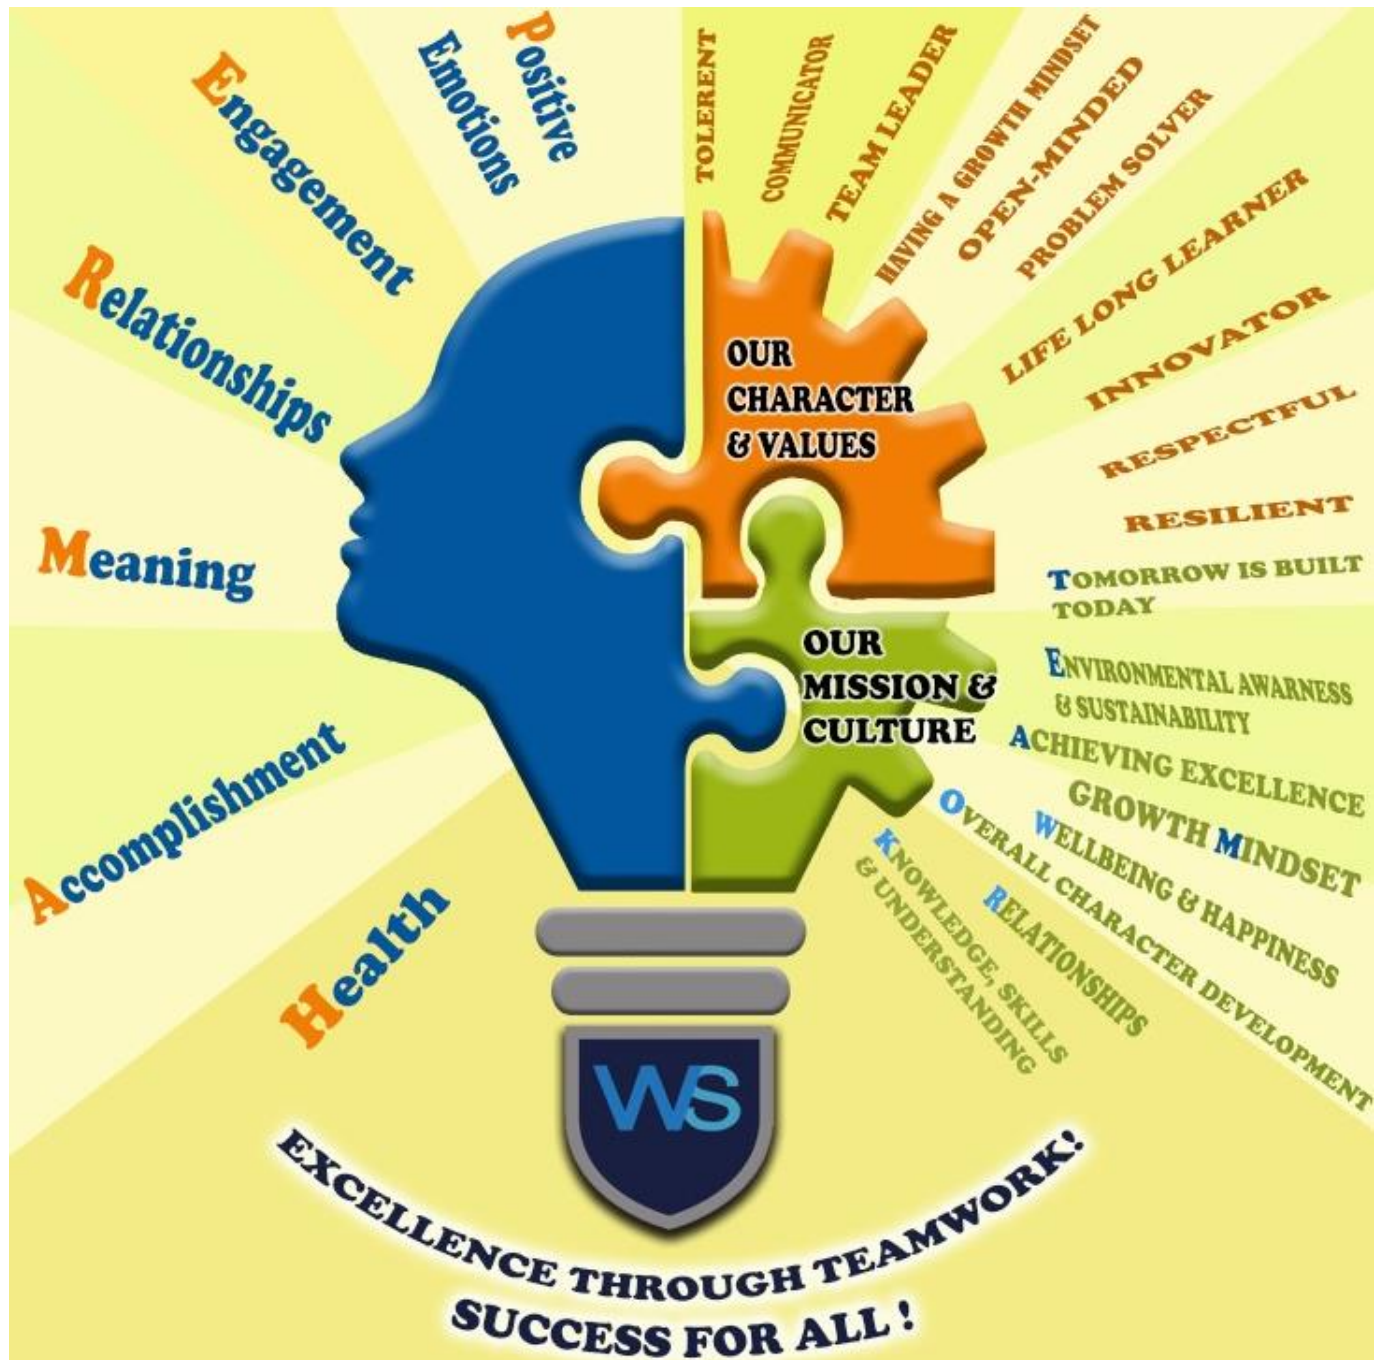 Positive
Emotions
Engagement
Relationships
Meaning
Accomplishment
Health
TOLERENT
COMMUNICATOR
TEAM LEADER
HAVING A GROWTH MINDSET
OPEN-MINDED
PROBLEM SOLVER
LIFE LONG LEARNER
INNOVATOR
RESPECTFUL
RESILIENT
OUR
CHARACTER
& VALUES
OUR
MISSION &
CULTURE
TOMORROW IS BUILT
TODAY
ENVIRONMENTAL AWARNESS
& SUSTAINABILITY
ACHIEVING EXCELLENCE
GROWTH MINDSET
WELLBEING & HAPPINESS
OVERALL CHARACTER DEVELOPMENT
RELATIONSHIPS
KNOWLEDGE, SKILLS
& UNDERSTANDING
WS
EXCELLENCE THROUGH TEAMWORK!
SUCCESS FOR ALL !